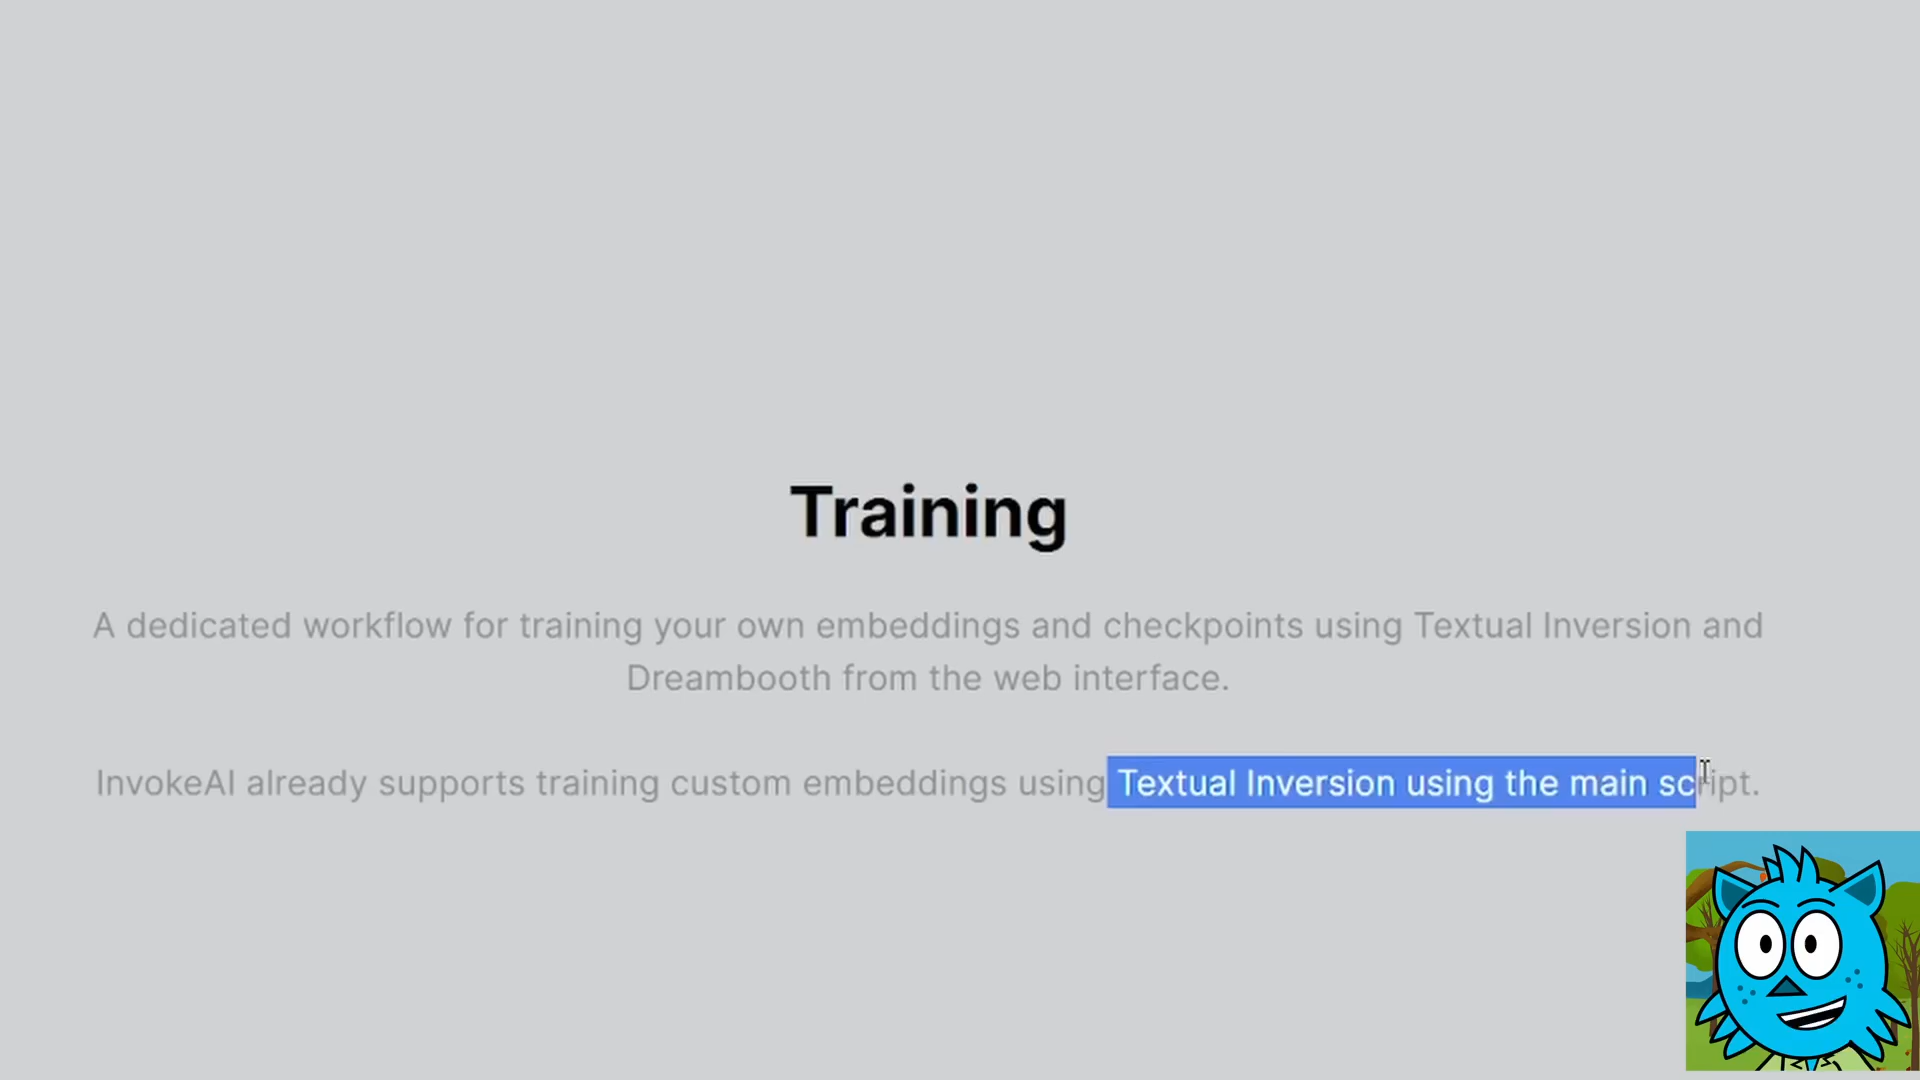 Training
A dedicated workflow for training your own embeddings and checkpoints using Textual Inversion and
Dreambooth from the web interface.
InvokeAI already supports training custom embeddings using Textual Inversion using the main script.